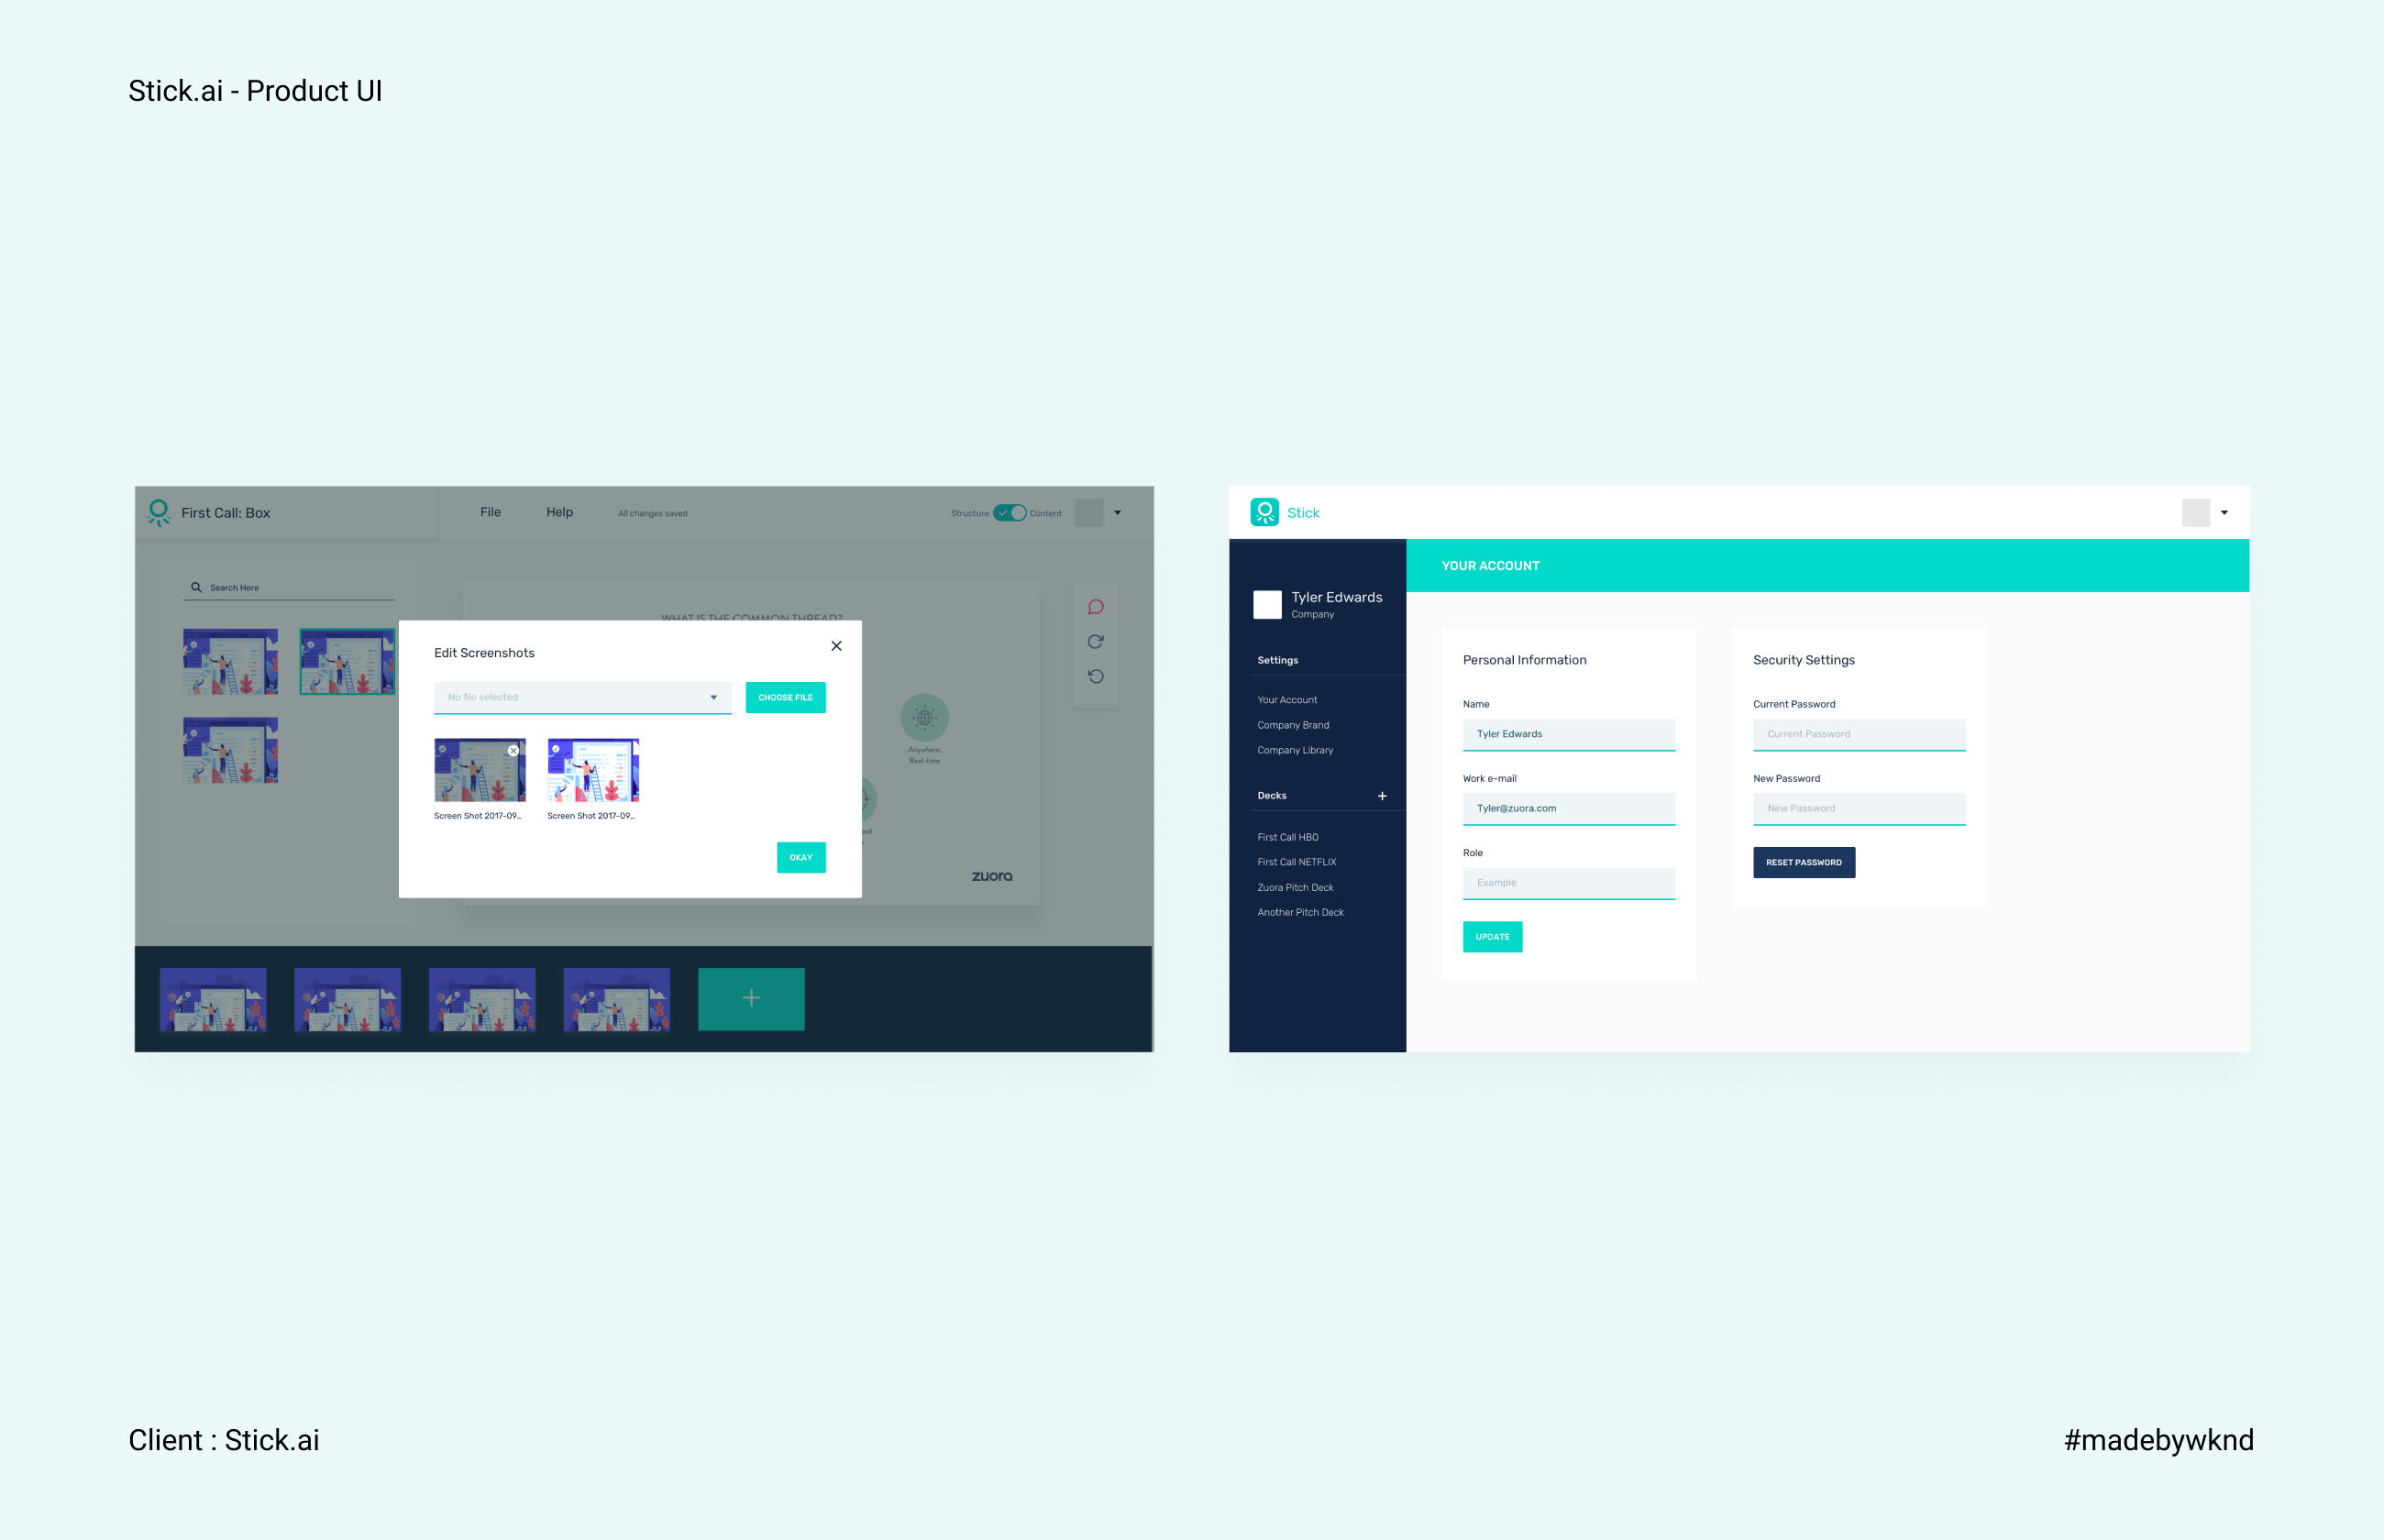 Stick.ai - Product UI
First Call: Box
File
Help
All changes saved
Structure
Content
Search Here
WHAT IS THE COMMON THREAD?
Edit Screenshots
No file selected
CHOOSE FILE
Screen Shot 2017-09...
Screen Shot 2017-09...
OKAY
Anywhere,
Real-time
zuora
Stick
YOUR ACCOUNT
Tyler Edwards
Company
Settings
Your Account
Company Brand
Company Library
Decks
First Call HBO
First Call NETFLIX
Zuora Pitch Deck
Another Pitch Deck
Personal Information
Name
Tyler Edwards
Work e-mail
Tyler@zuora.com
Role
Example
UPDATE
Security Settings
Current Password
Current Password
New Password
New Password
RESET PASSWORD
Client : Stick.ai
#madebywknd